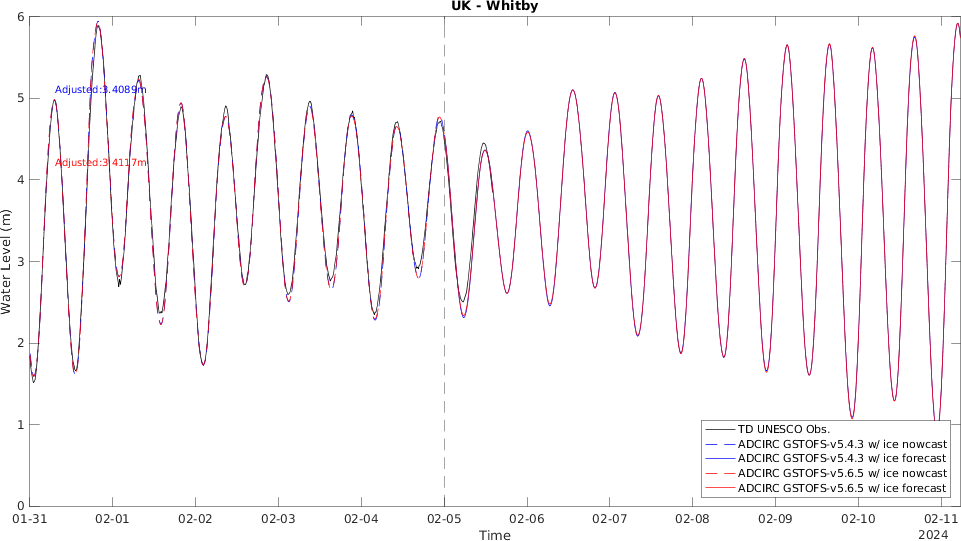 UK - Whitby
6
5
4
3
2
1
0
Water Level (m)
Adjusted:3.4089m
Adjusted:3.4117m
TD UNESCO Obs.
ADCIRC GSTOFS-v5.4.3 w/ ice nowcast
ADCIRC GSTOFS-v5.4.3 w/ ice forecast
ADCIRC GSTOFS-v5.6.5 w/ ice nowcast
ADCIRC GSTOFS-v5.6.5 w/ ice forecast
01-31 02-01 02-02 02-03 02-04 02-05 02-06 02-07 02-08 02-09 02-10 02-11
Time
2024